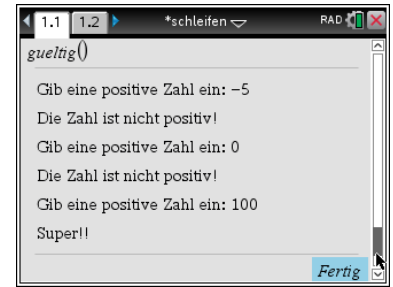 1.1 1.2 *schleifen RAD
gueltig()
Gib eine positive Zahl ein: −5
Die Zahl ist nicht positiv!
Gib eine positive Zahl ein: 0
Die Zahl ist nicht positiv!
Gib eine positive Zahl ein: 100
Super!!
Fertig